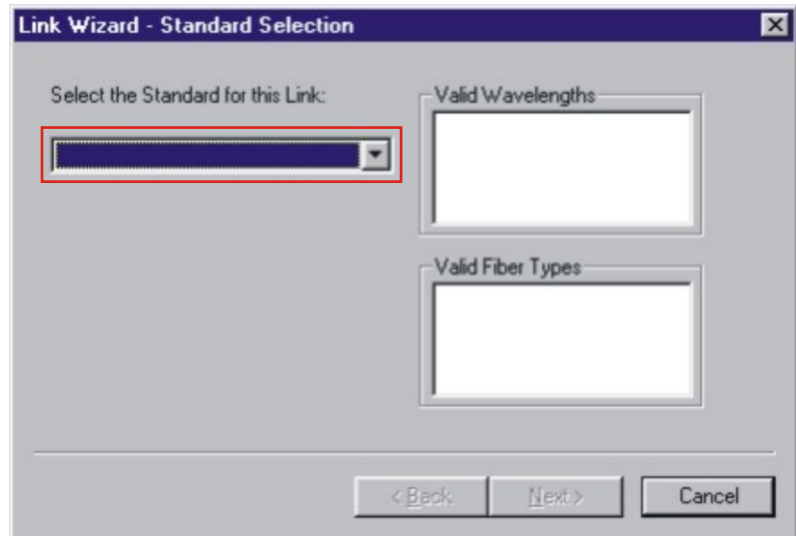 Link Wizard - Standard Selection
Select the Standard for this Link:
Valid Wavelengths
Valid Fiber Types
< Back
Next >
Cancel